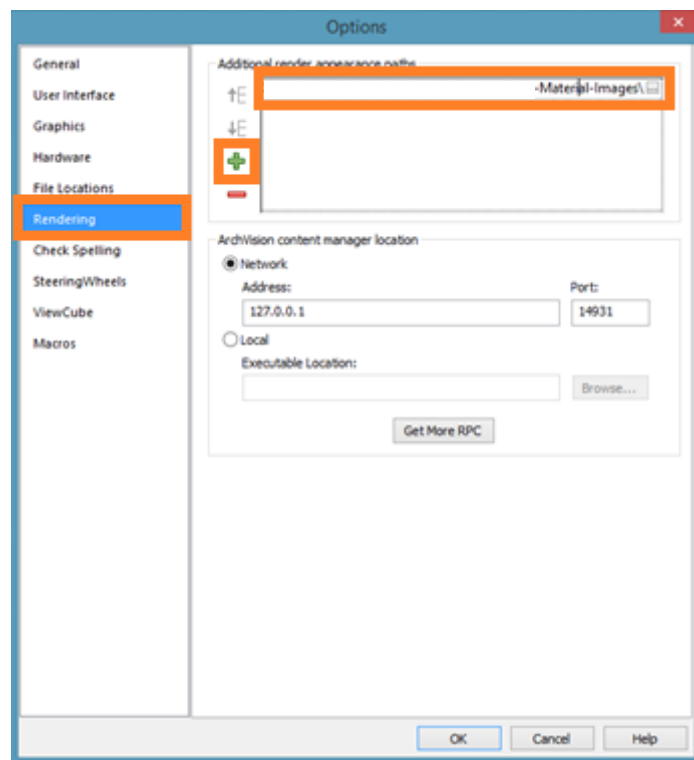 Options
General
User Interface
Graphics
Hardware
File Locations
Rendering
Check Spelling
SteeringWheels
ViewCube
Macros
Additional render appearance paths
-Material-Images\
ArchVision content manager location
Network
Address:
Port:
127.0.0.1
14931
Local
Executable Location:
Browse...
Get More RPC
OK
Cancel
Help